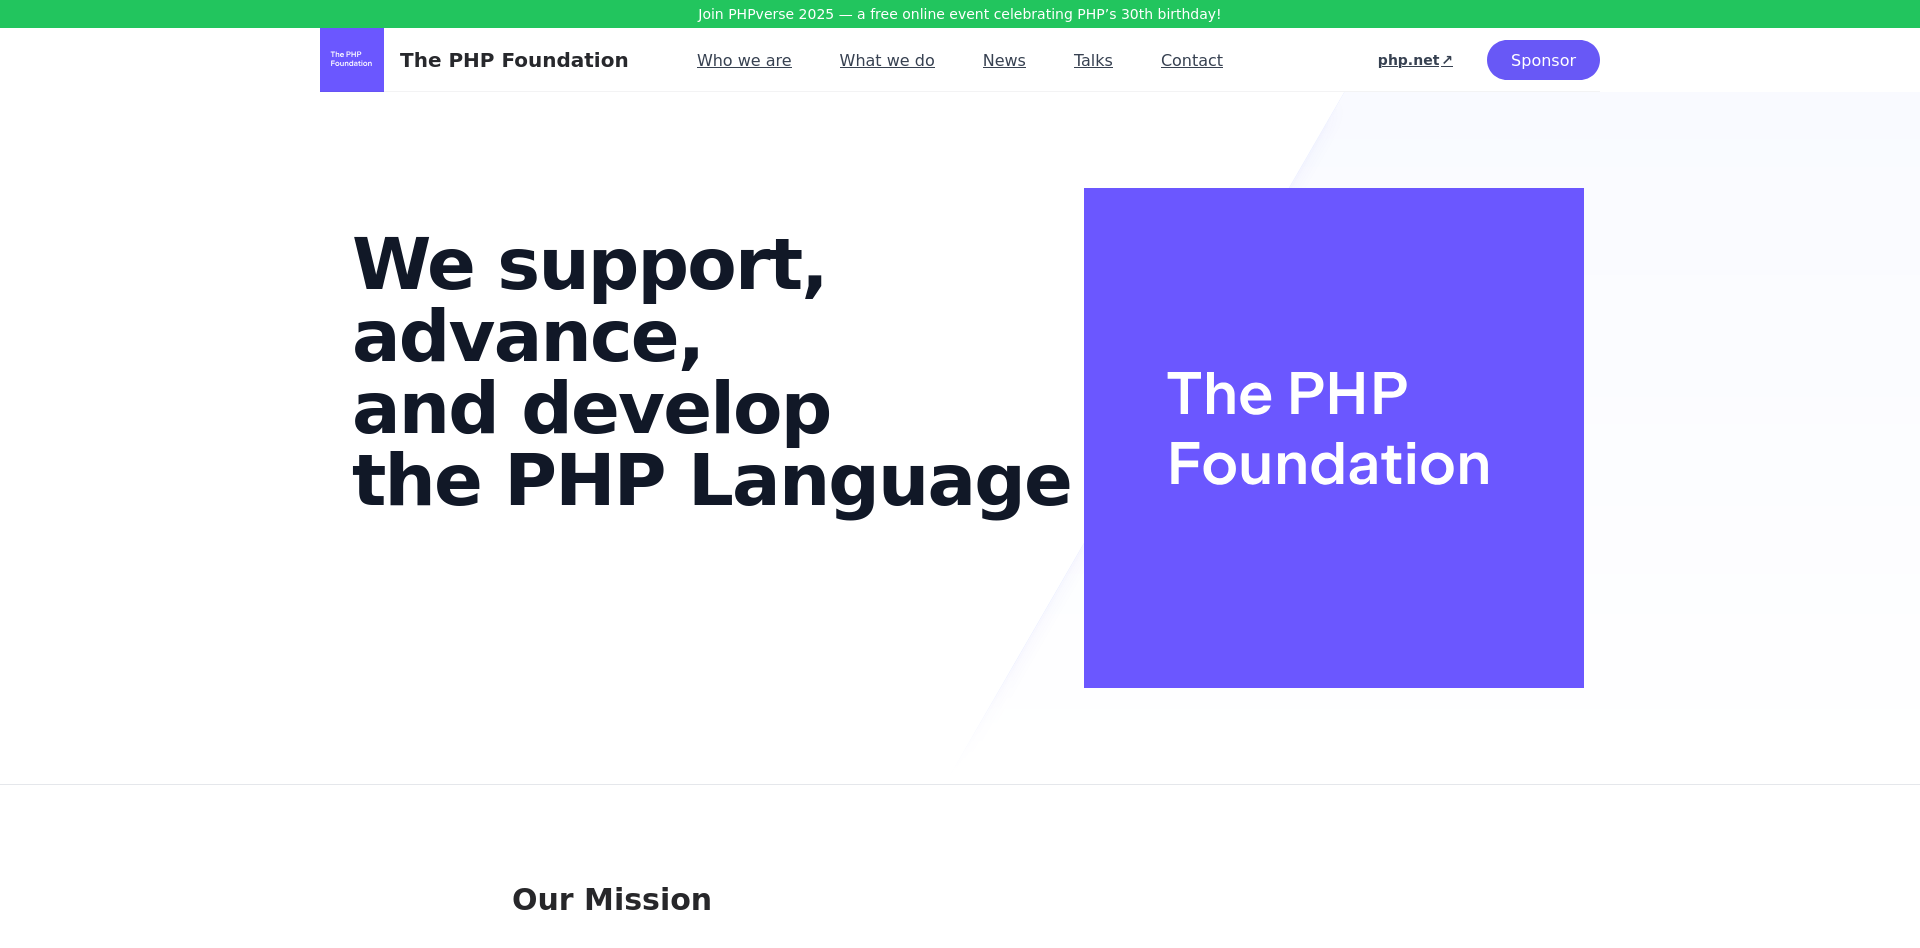 Join PHPverse 2025 — a free online event celebrating PHP’s 30th birthday!
The PHP
Foundation
The PHP Foundation
Who we are
What we do
News
Talks
Contact
php.net↗
Sponsor
We support,
advance,
and develop
the PHP Language
The PHP
Foundation
Our Mission